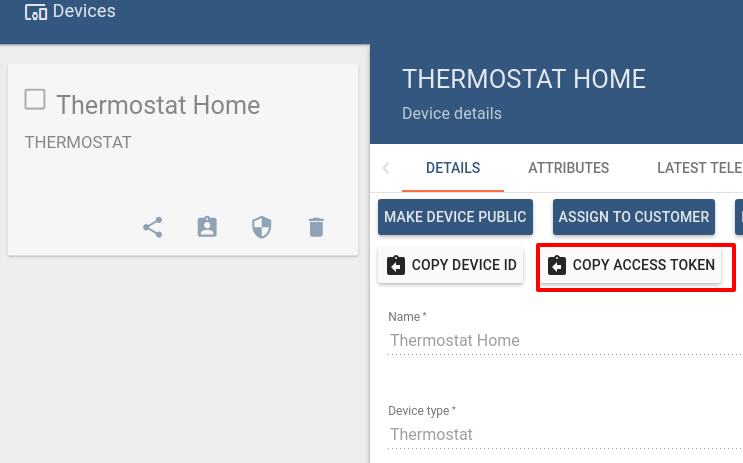 Devices
Thermostat Home
THERMOSTAT
THERMOSTAT HOME
Device details
DETAILS ATTRIBUTES LATEST TELE
MAKE DEVICE PUBLIC ASSIGN TO CUSTOMER
COPY DEVICE ID COPY ACCESS TOKEN
Name *
Thermostat Home
Device type *
Thermostat